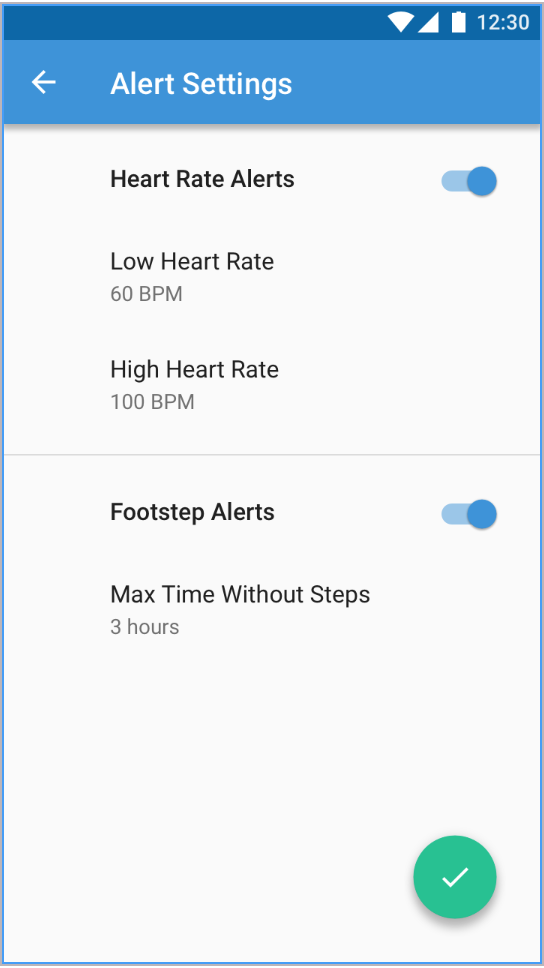 12:30
Alert Settings
Heart Rate Alerts
Low Heart Rate
60 BPM
High Heart Rate
100 BPM
Footstep Alerts
Max Time Without Steps
3 hours